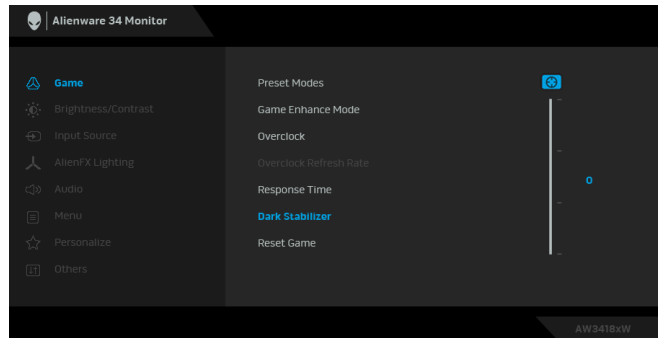 Alienware 34 Monitor
Game
Brightness/Contrast
Input Source
AlienFX Lighting
Audio
Menu
Personalize
Others
Preset Modes
Game Enhance Mode
Overclock
Overclock Refresh Rate
Response Time
Dark Stabilizer
Reset Game
0
AW3418xW